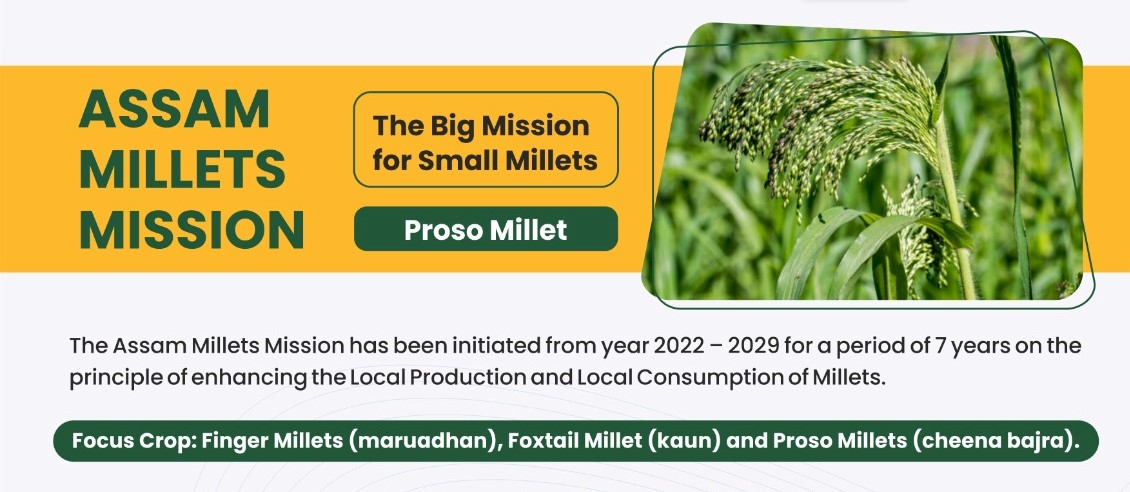 ASSAM
MILLETS
MISSION
The Big Mission
for Small Millets
Proso Millet
The Assam Millets Mission has been initiated from year 2022 – 2029 for a period of 7 years on the
principle of enhancing the Local Production and Local Consumption of Millets.
Focus Crop: Finger Millets (maruadhan), Foxtail Millet (kaun) and Proso Millets (cheena bajra).